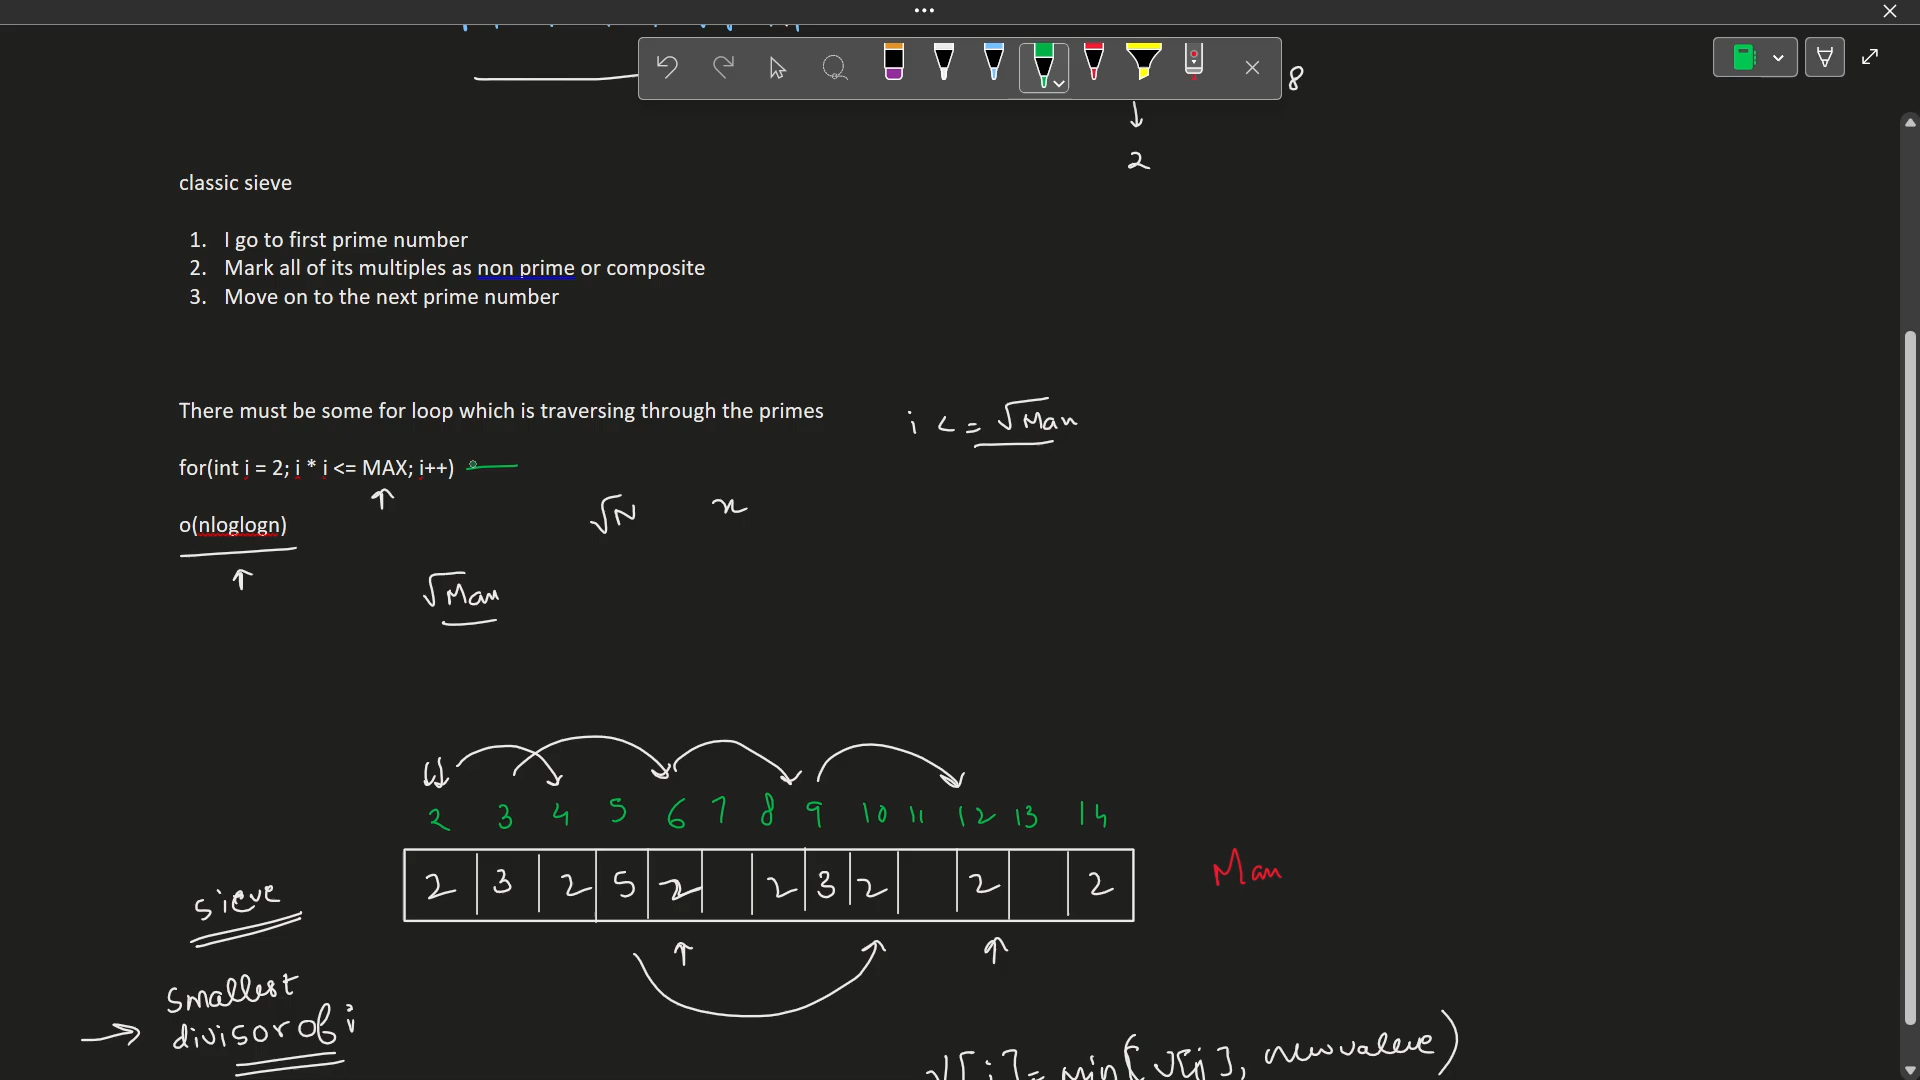 8
2
classic sieve
1. I go to first prime number
2. Mark all of its multiples as non prime or composite
3. Move on to the next prime number
There must be some for loop which is traversing through the primes
i <= √Max
for(int i = 2; i * i <= MAX; i++)
√N x
o(nloglogn)
√Max
2 3 4 5 6 7 8 9 10 11 12 13 14
2 3 2 5 2 2 3 2 2 2
Max
sieve
smallest
divisor of i
v[j] = min(v[j], new value)